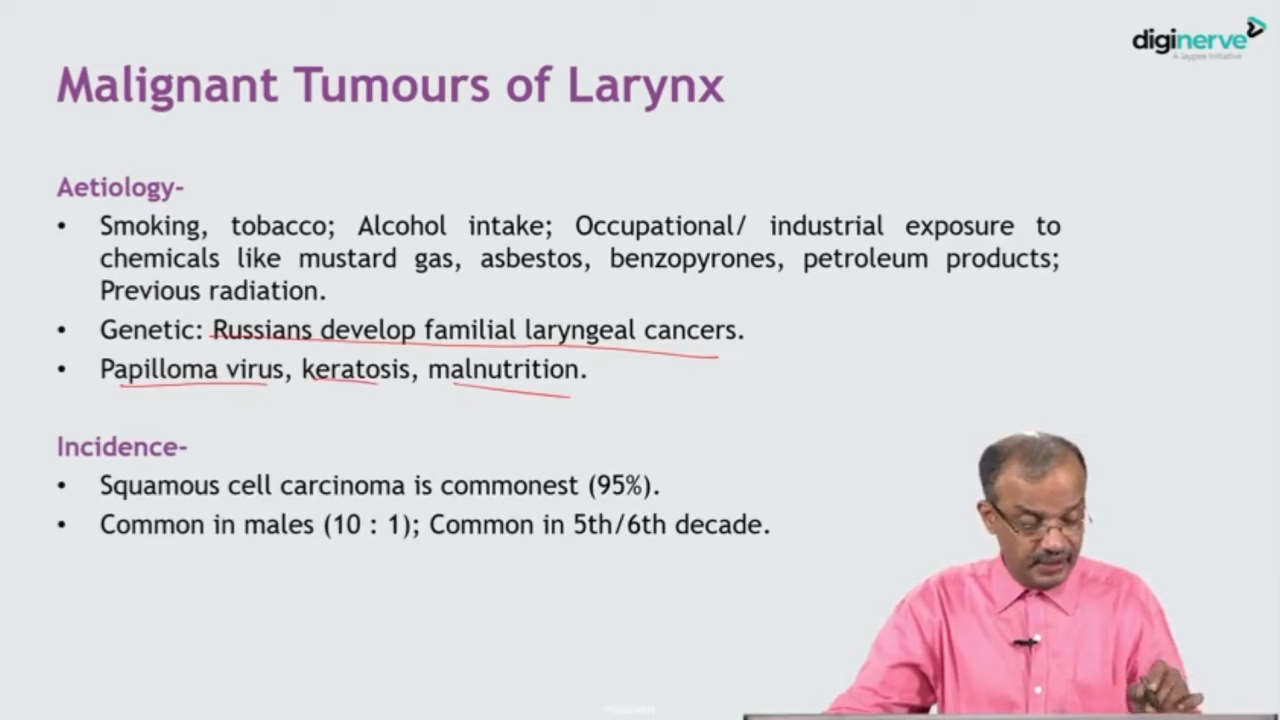 diginerve
A Jaypee Initiative
Malignant Tumours of Larynx
Aetiology-
• Smoking, tobacco; Alcohol intake; Occupational/ industrial exposure to
chemicals like mustard gas, asbestos, benzopyrones, petroleum products;
Previous radiation.
• Genetic: Russians develop familial laryngeal cancers.
• Papilloma virus, keratosis, malnutrition.
Incidence-
• Squamous cell carcinoma is commonest (95%).
• Common in males (10 : 1); Common in 5th/6th decade.